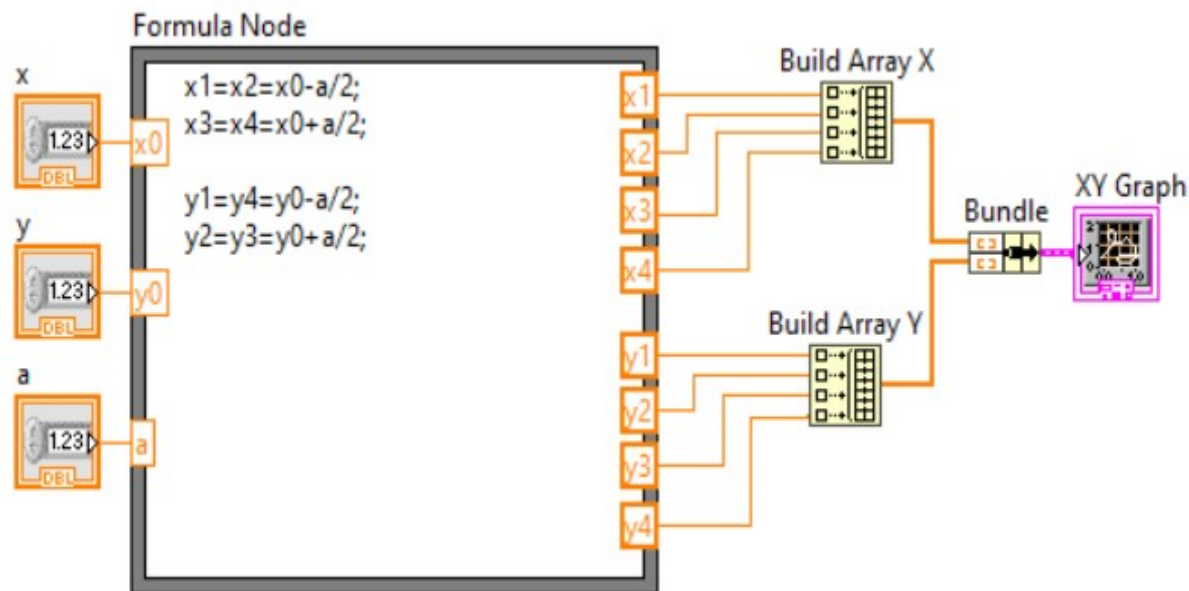 Formula Node
x
1.23
DBL
x0
y
1.23
DBL
y0
a
1.23
DBL
a
x1=x2=x0-a/2;
x3=x4=x0+a/2;
y1=y4=y0-a/2;
y2=y3=y0+a/2;
x1
x2
x3
x4
y1
y2
y3
y4
Build Array X
Build Array Y
Bundle
XY Graph